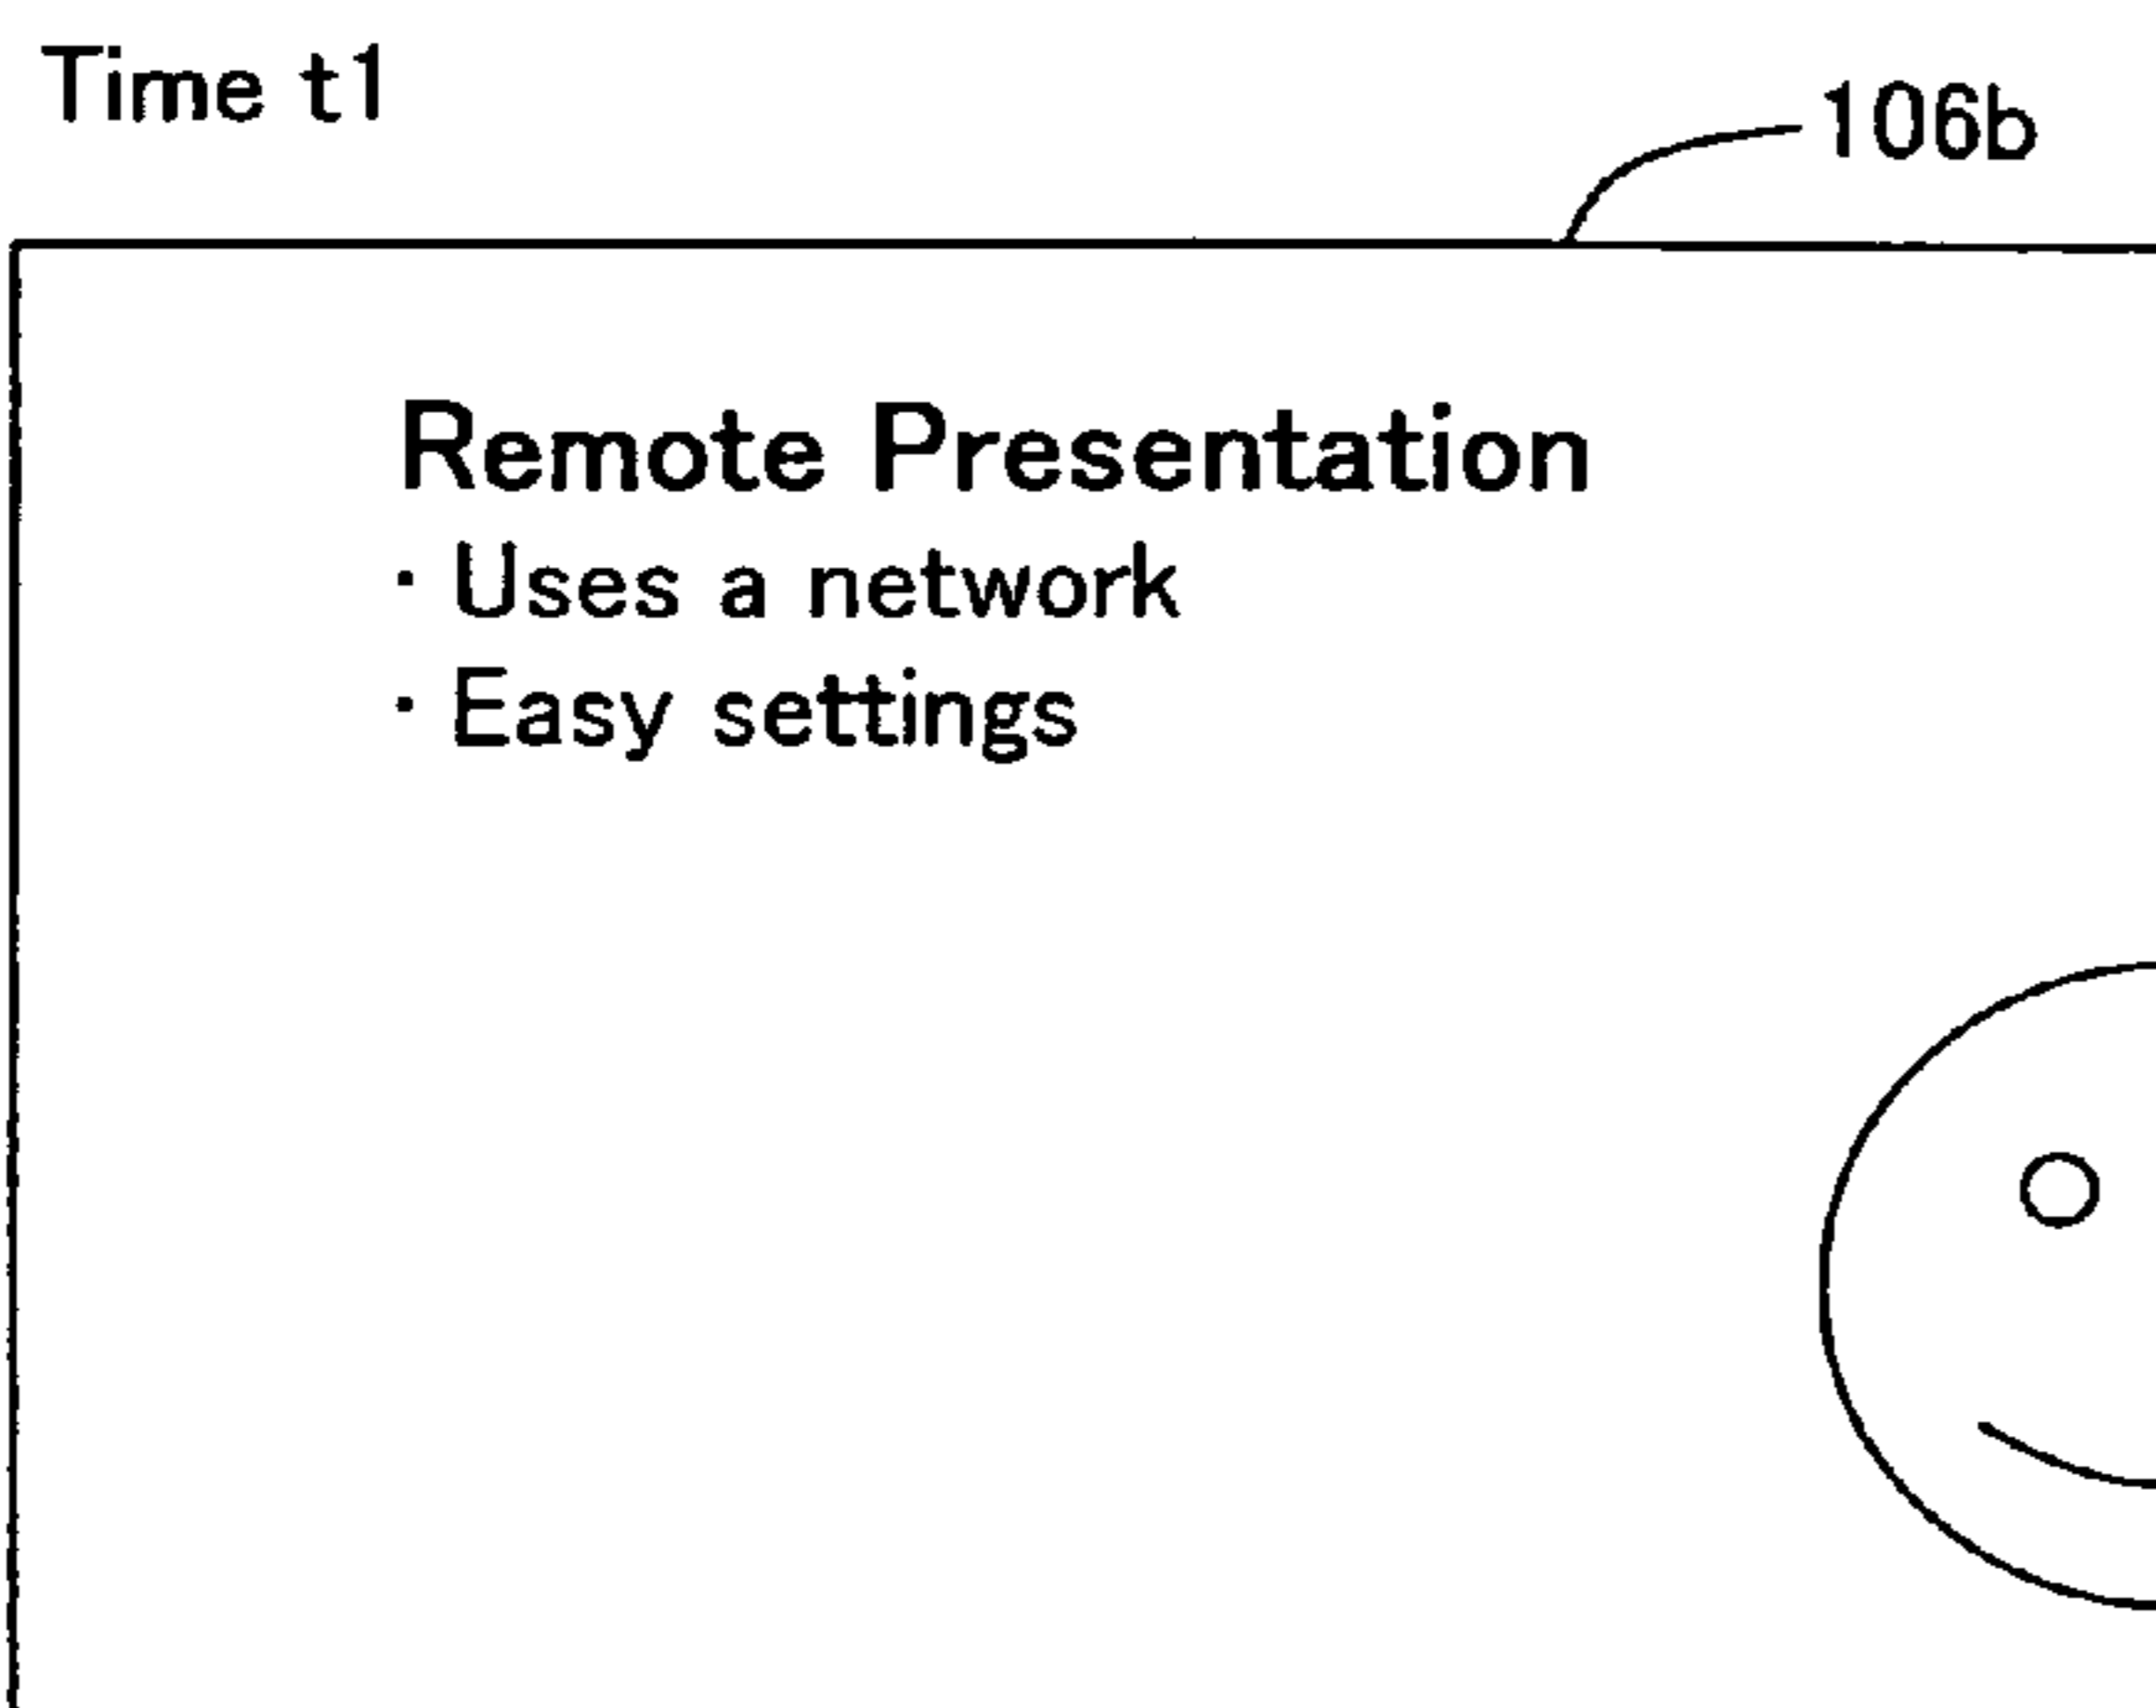 Time t1
106b
Remote Presentation
・Uses a network
・Easy settings